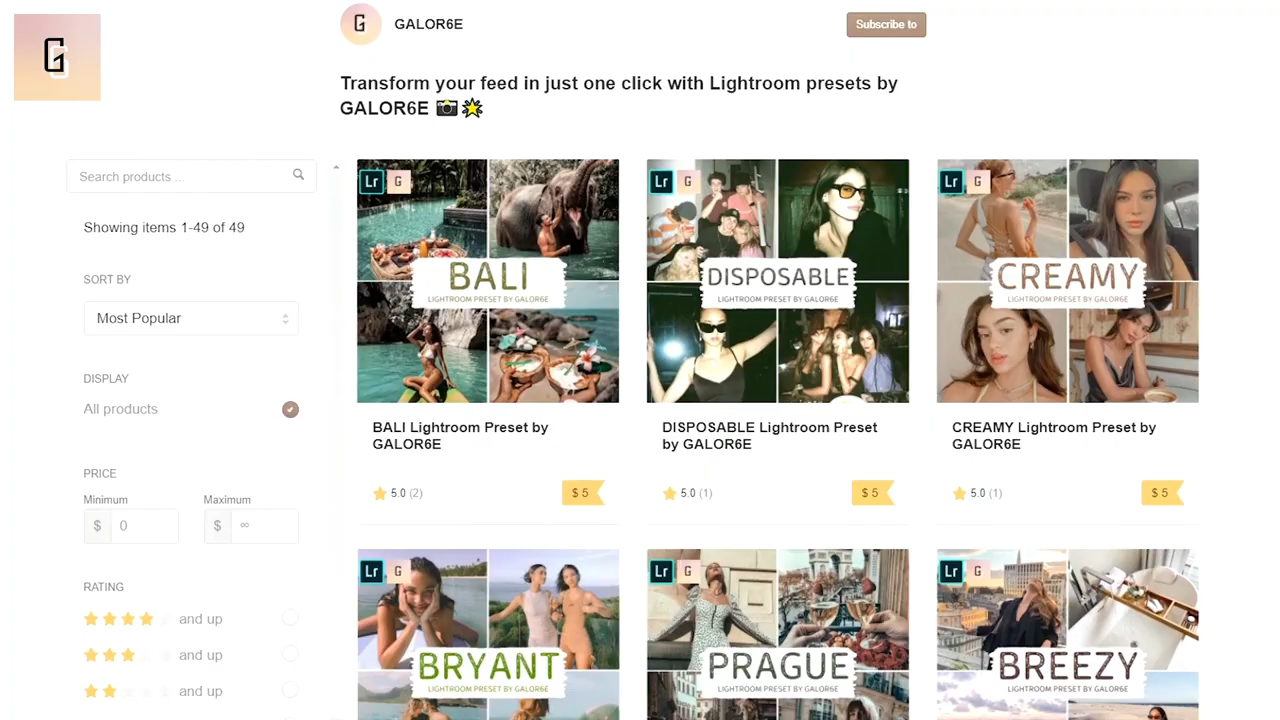 GALOR6E
Subscribe to
Transform your feed in just one click with Lightroom presets by
GALOR6E 📷🌟
Search products ...
Showing items 1-49 of 49
SORT BY
Most Popular
DISPLAY
All products
PRICE
Minimum
Maximum
$ 0
$ ∞
RATING
and up
and up
and up
Lr G
BALI
LIGHTROOM PRESET BY GALOR6E
BALI Lightroom Preset by
GALOR6E
5.0 (2)
$ 5
Lr G
DISPOSABLE
LIGHTROOM PRESET BY GALOR6E
DISPOSABLE Lightroom Preset
by GALOR6E
5.0 (1)
$ 5
Lr G
CREAMY
LIGHTROOM PRESET BY GALOR6E
CREAMY Lightroom Preset by
GALOR6E
5.0 (1)
$ 5
Lr G
BRYANT
LIGHTROOM PRESET BY GALOR6E
Lr G
PRAGUE
LIGHTROOM PRESET BY GALOR6E
Lr G
BREEZY
LIGHTROOM PRESET BY GALOR6E